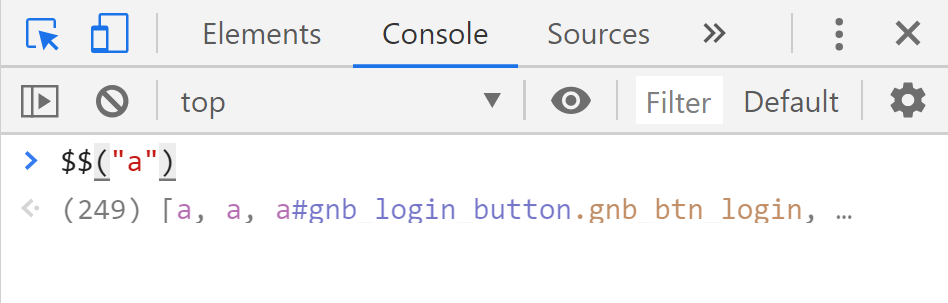 Elements Console Sources »
top Filter Default
> $$("a")
(249) [a, a, a#gnb_login_button.gnb_btn_login, …